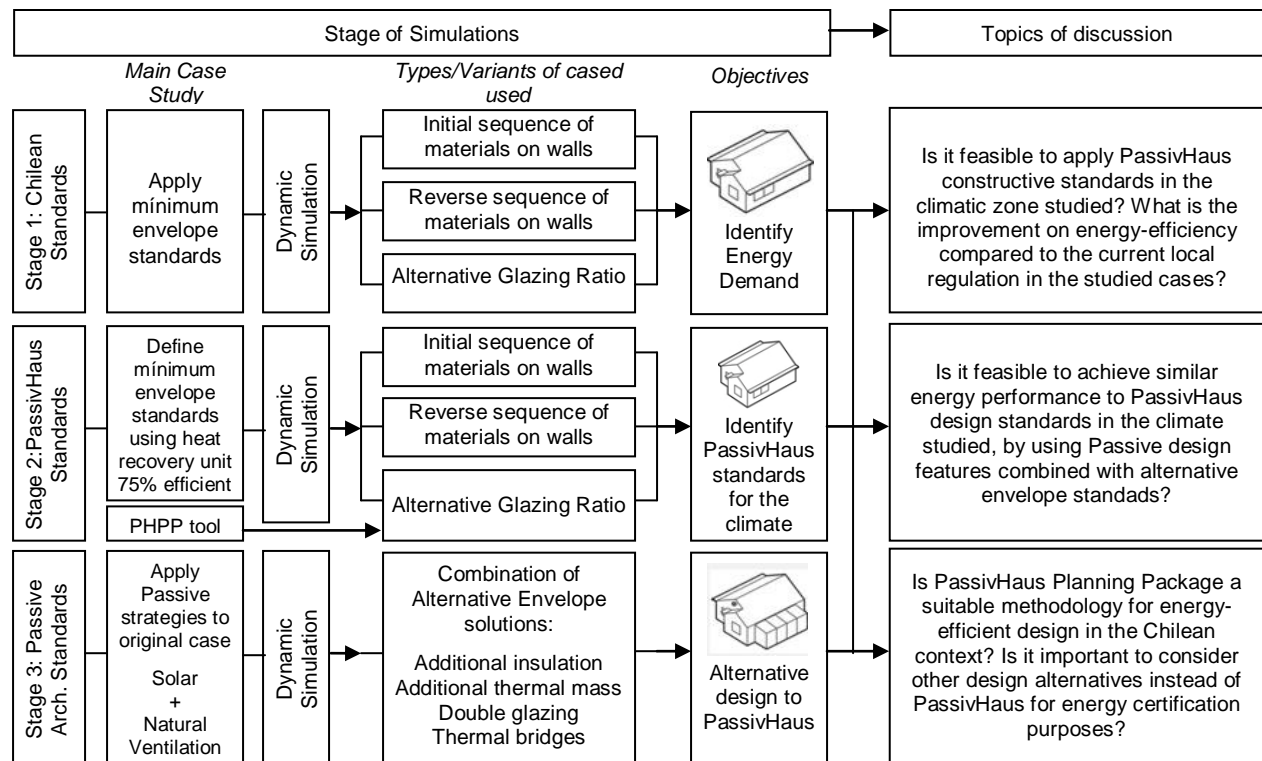 Stage of Simulations
Topics of discussion
Main Case
Study
Types/Variants of cased
used
Objectives
Stage 1: Chilean
Standards
Apply
mínimum
envelope
standards
Dynamic
Simulation
Initial sequence of
materials on walls
Reverse sequence of
materials on walls
Alternative Glazing Ratio
Identify
Energy
Demand
Is it feasible to apply PassivHaus
constructive standards in the
climatic zone studied? What is the
improvement on energy-efficiency
compared to the current local
regulation in the studied cases?
Stage 2:PassivHaus
Standards
Define
mínimum
envelope
standards
using heat
recovery unit
75% efficient
PHPP tool
Dynamic
Simulation
Initial sequence of
materials on walls
Reverse sequence of
materials on walls
Alternative Glazing Ratio
Identify
PassivHaus
standards
for the
climate
Is it feasible to achieve similar
energy performance to PassivHaus
design standards in the climate
studied, by using Passive design
features combined with alternative
envelope standads?
Stage 3: Passive
Arch. Standards
Apply
Passive
strategies to
original case
Solar
+
Natural
Ventilation
Dynamic
Simulation
Combination of
Alternative Envelope
solutions:
Additional insulation
Additional thermal mass
Double glazing
Thermal bridges
Alternative
design to
PassivHaus
Is PassivHaus Planning Package a
suitable methodology for energy-
efficient design in the Chilean
context? Is it important to consider
other design alternatives instead of
PassivHaus for energy certification
purposes?